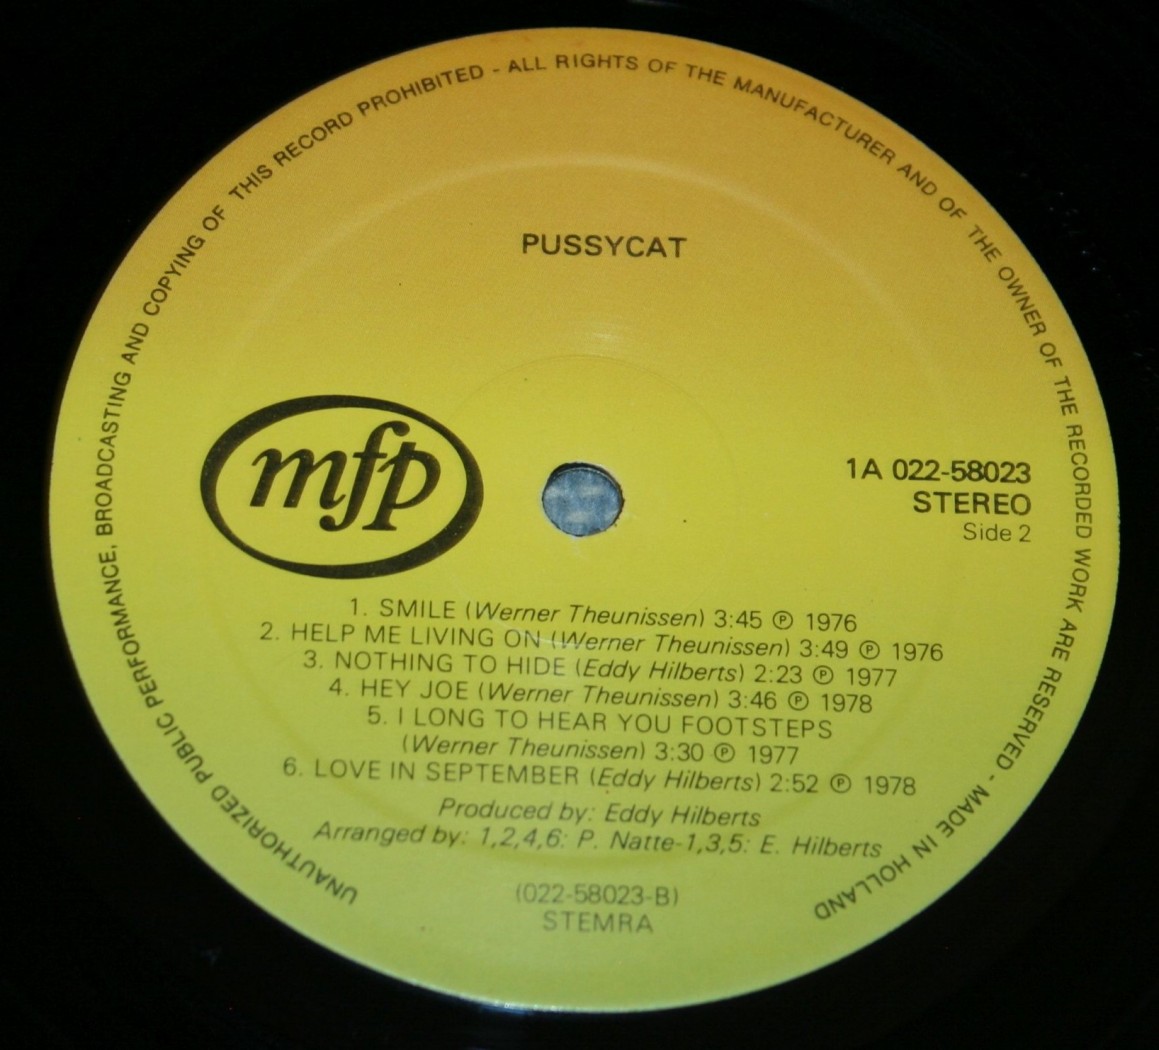 UNAUTHORIZED PUBLIC PERFORMANCE, BROADCASTING AND COPYING OF THIS RECORD PROHIBITED - ALL RIGHTS OF THE MANUFACTURER AND OF THE OWNER OF THE RECORDED WORK ARE RESERVED - MADE IN HOLLAND
PUSSYCAT
mfp
1A 022-58023
STEREO
Side 2
1. SMILE (Werner Theunissen) 3:45 ℗ 1976
2. HELP ME LIVING ON (Werner Theunissen) 3:49 ℗ 1976
3. NOTHING TO HIDE (Eddy Hilberts) 2:23 ℗ 1977
4. HEY JOE (Werner Theunissen) 3:46 ℗ 1978
5. I LONG TO HEAR YOU FOOTSTEPS
(Werner Theunissen) 3:30 ℗ 1977
6. LOVE IN SEPTEMBER (Eddy Hilberts) 2:52 ℗ 1978
Produced by: Eddy Hilberts
Arranged by: 1,2,4,6: P. Natte-1,3,5: E. Hilberts
(022-58023-B)
STEMRA